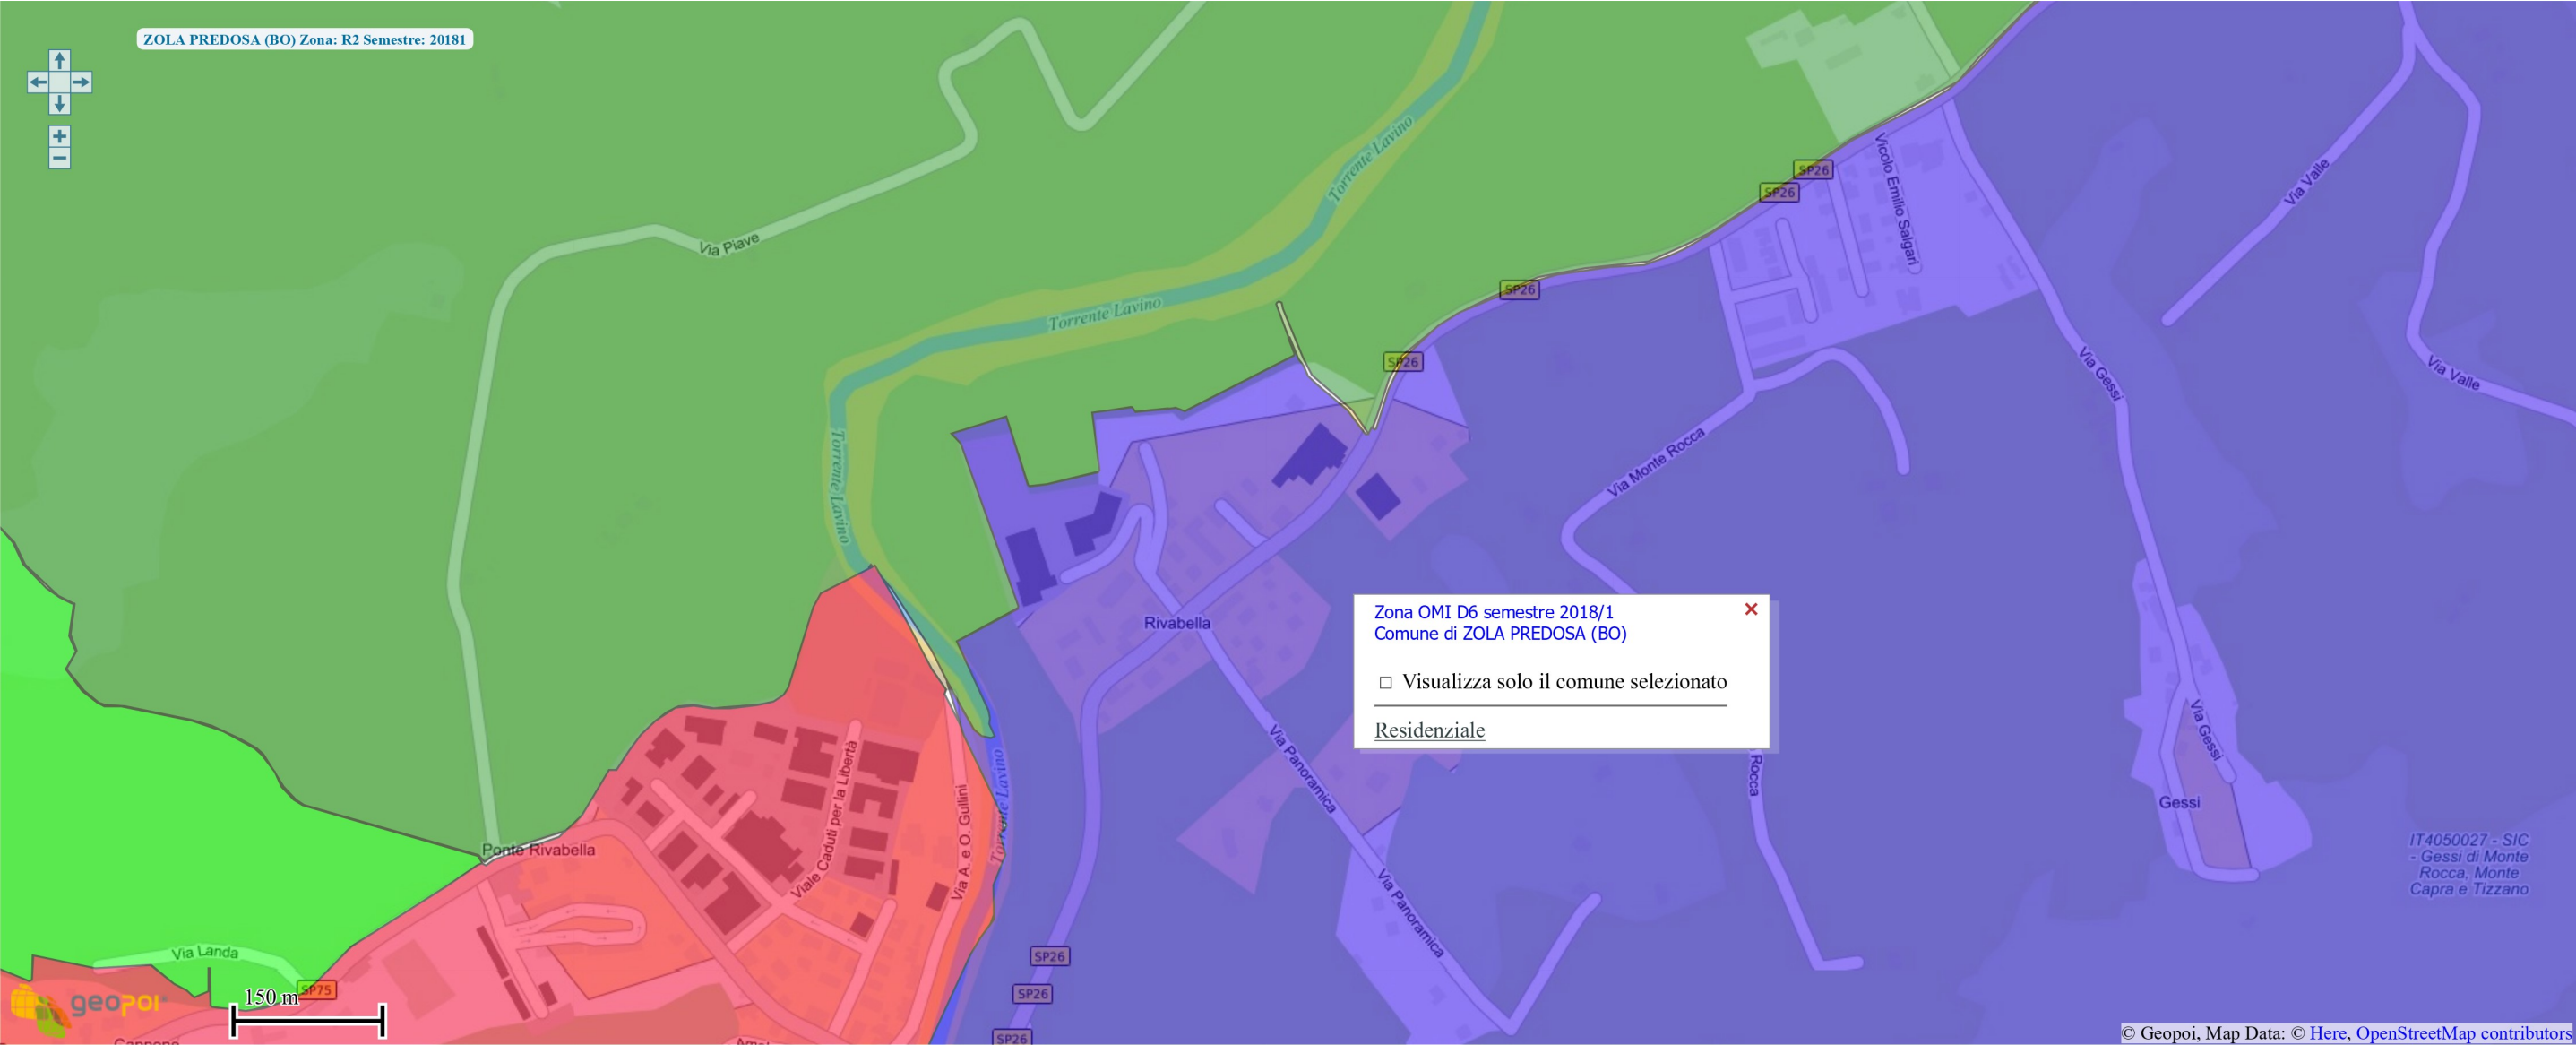 ZOLA PREDOSA (BO) Zona: R2 Semestre: 20181
Torrente Lavino
Vicolo Emilio Salgari
SP26
SP26
Via Valle
Via Piave
Torrente Lavino
SP26
SP26
Via Gessi
Via Valle
Torrente Lavino
Via Monte Rocca
Rivabella
Zona OMI D6 semestre 2018/1
Comune di ZOLA PREDOSA (BO)
Visualizza solo il comune selezionato
Residenziale
Via Panoramica
Rocca
Via Gessi
Gessi
Torrente Lavino
Viale Caduti per la Libertà
Via A. e O. Gullini
Ponte Rivabella
Via Panoramica
IT4050027 - SIC
- Gessi di Monte
Rocca, Monte
Capra e Tizzano
Via Landa
SP26
SP75
SP26
geopoi
150 m
SP26
© Geopoi, Map Data: © Here, OpenStreetMap contributors